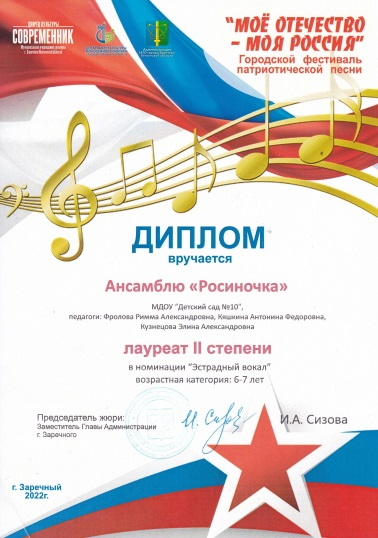 ДВОРЕЦ КУЛЬТУРЫ
СОВРЕМЕННИК
"МОЁ ОТЕЧЕСТВО
- МОЯ РОССИЯ"
Городской фестиваль
патриотической песни
ДИПЛОМ
вручается
Ансамблю «Росиночка»
МДОУ "Детский сад №10",
педагоги: Фролова Римма Александровна, Кяшкина Антонина Федоровна,
Кузнецова Элина Александровна
лауреат II степени
в номинации "Эстрадный вокал"
возрастная категория: 6-7 лет
Председатель жюри:
Заместитель Главы Администрации
г. Заречного
И.А. Сизова
г. Заречный
2022г.